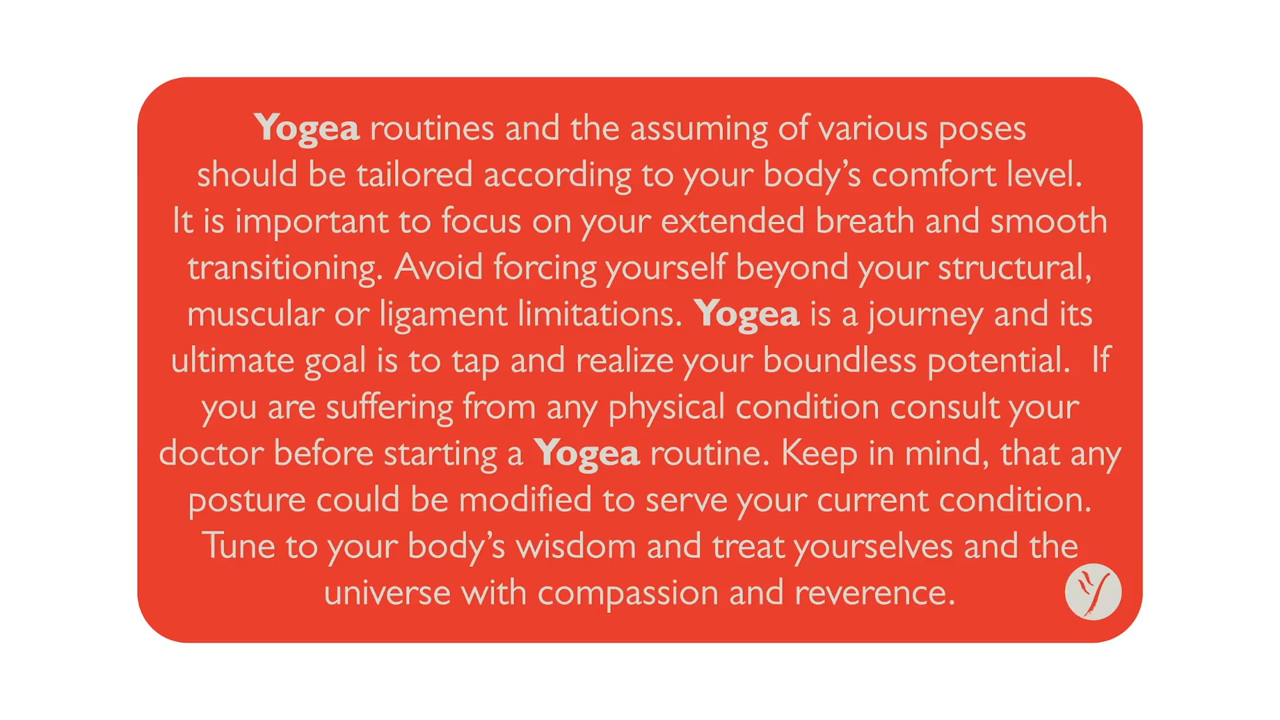 Yogea routines and the assuming of various poses
should be tailored according to your body’s comfort level.
It is important to focus on your extended breath and smooth
transitioning. Avoid forcing yourself beyond your structural,
muscular or ligament limitations. Yogea is a journey and its
ultimate goal is to tap and realize your boundless potential.  If
you are suffering from any physical condition consult your
doctor before starting a Yogea routine. Keep in mind, that any
posture could be modified to serve your current condition.
Tune to your body’s wisdom and treat yourselves and the
universe with compassion and reverence.